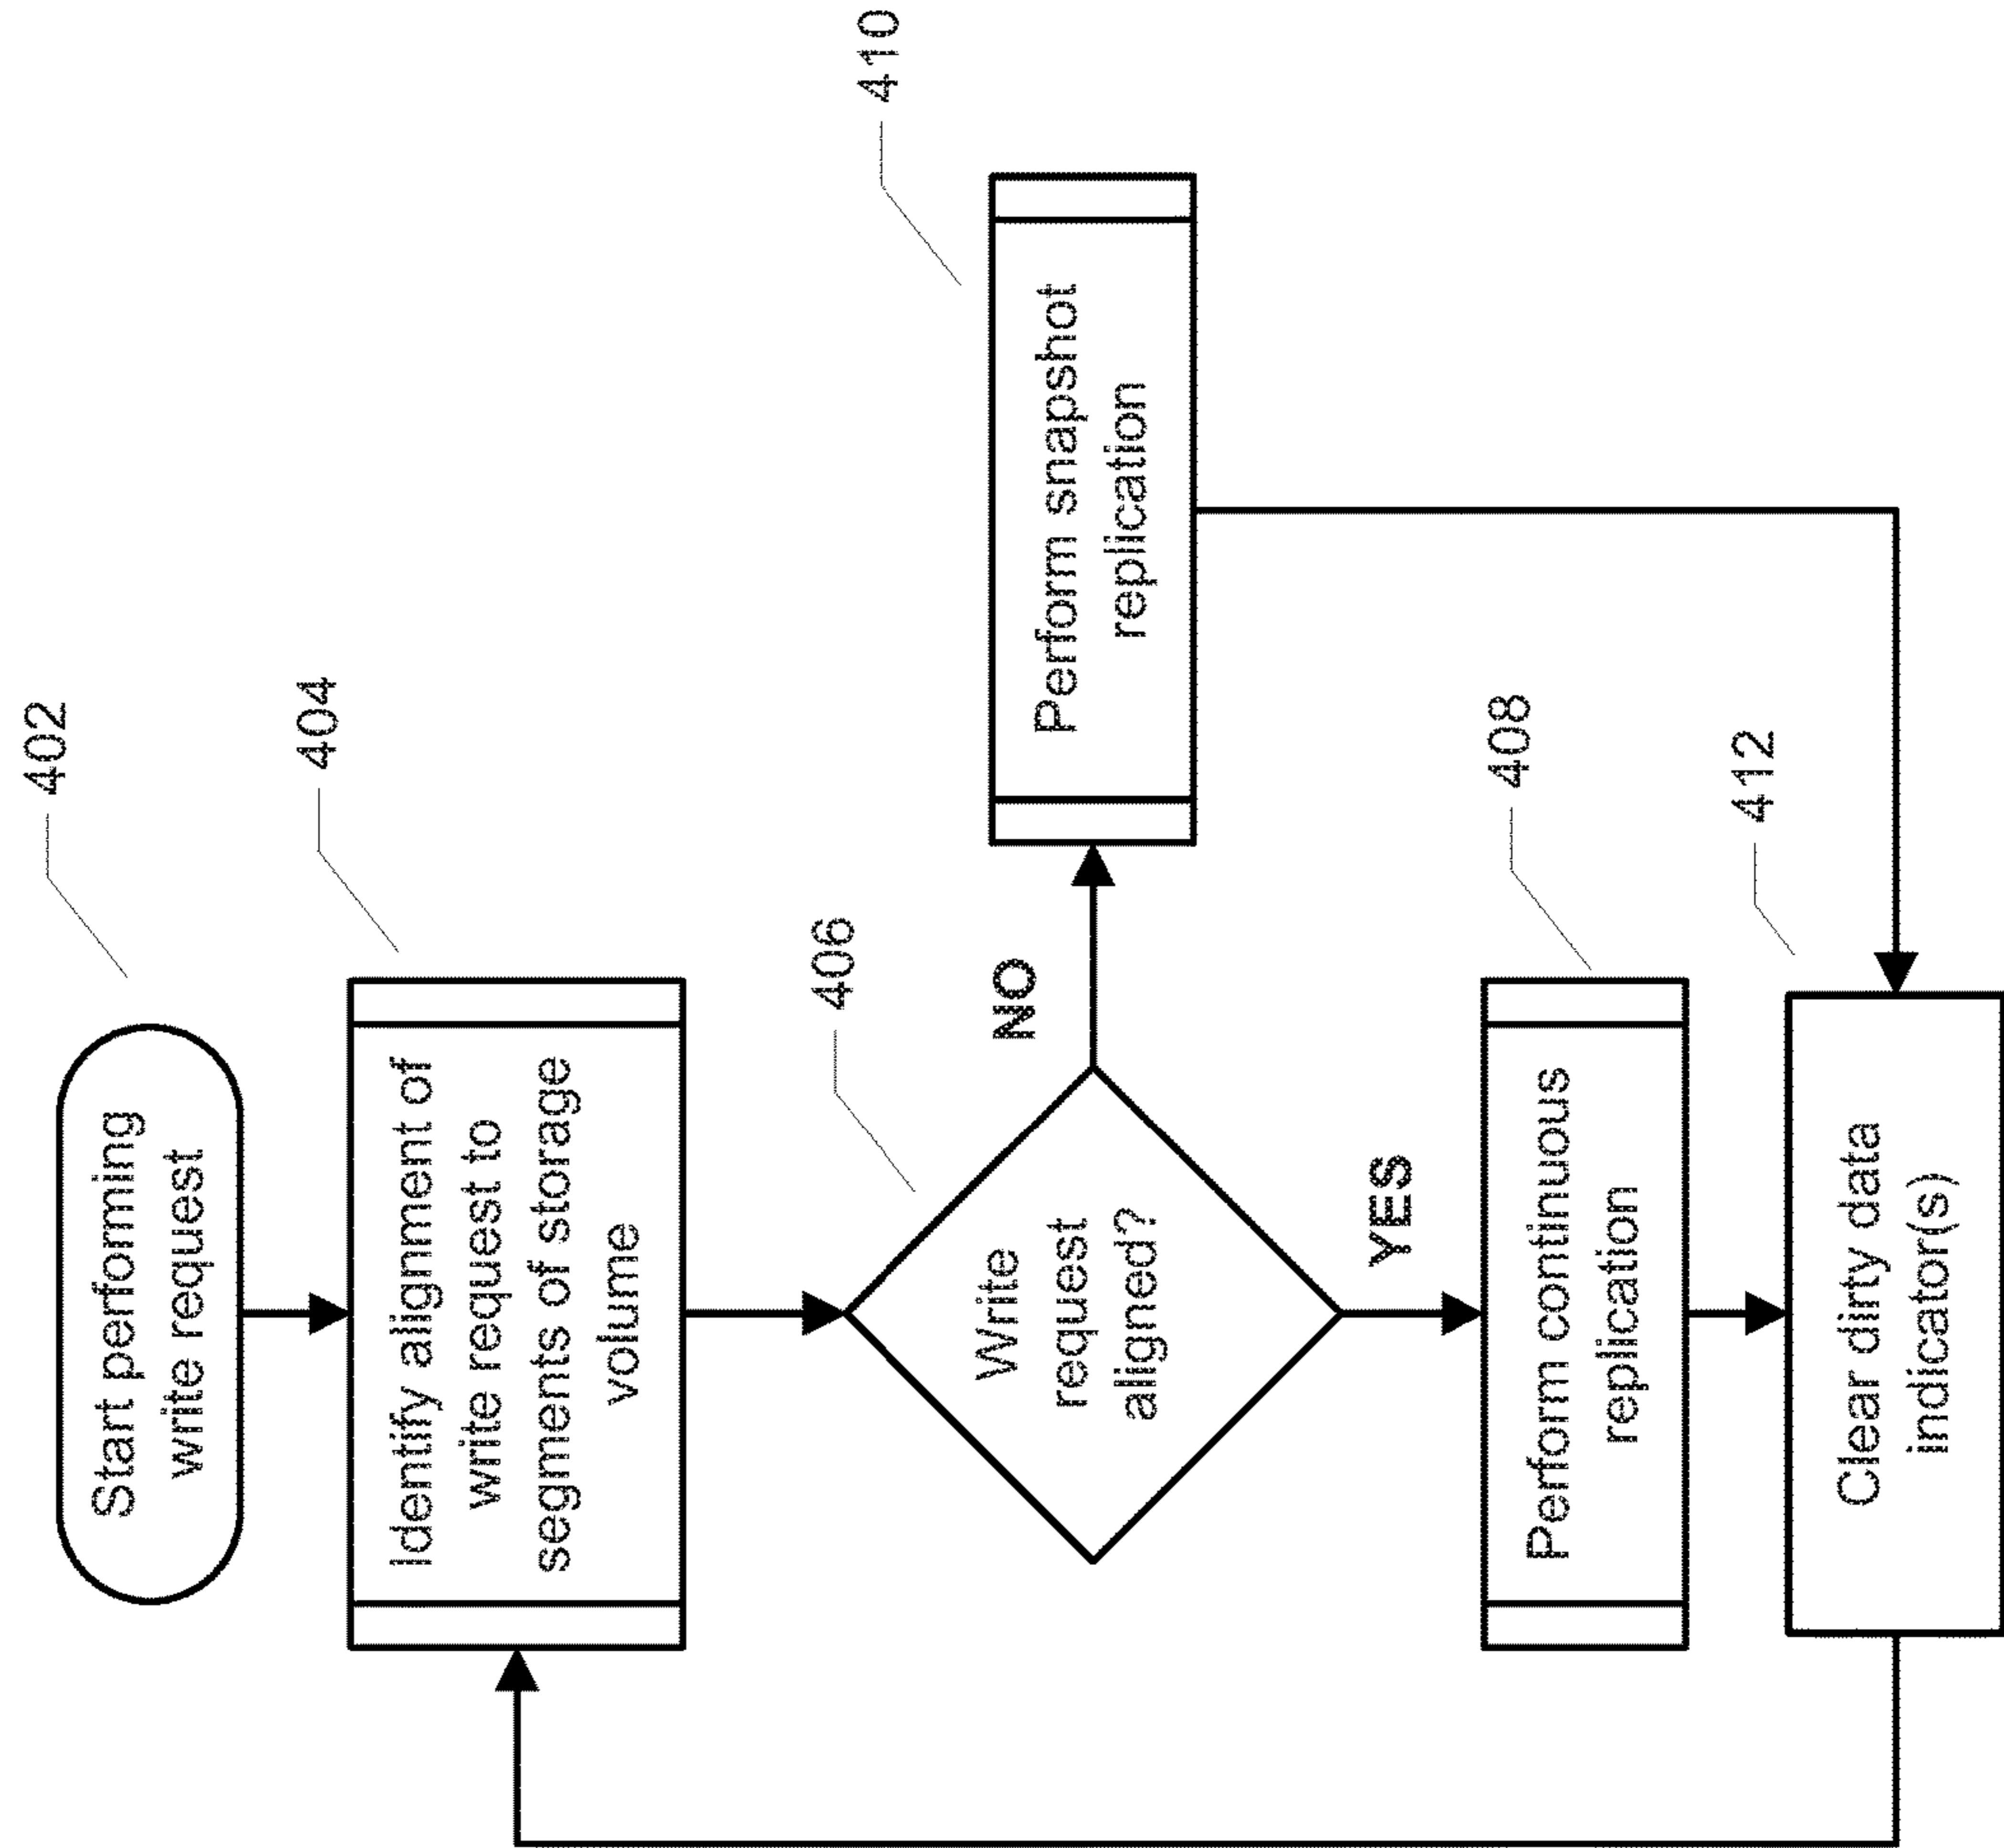 402
Start performing
write request
404
Identify alignment of
write request to
segments of storage
volume
406
Write
request
aligned?
NO
410
Perform snapshot
replication
YES
408
Perform continuous
replication
412
Clear dirty data
indicator(s)